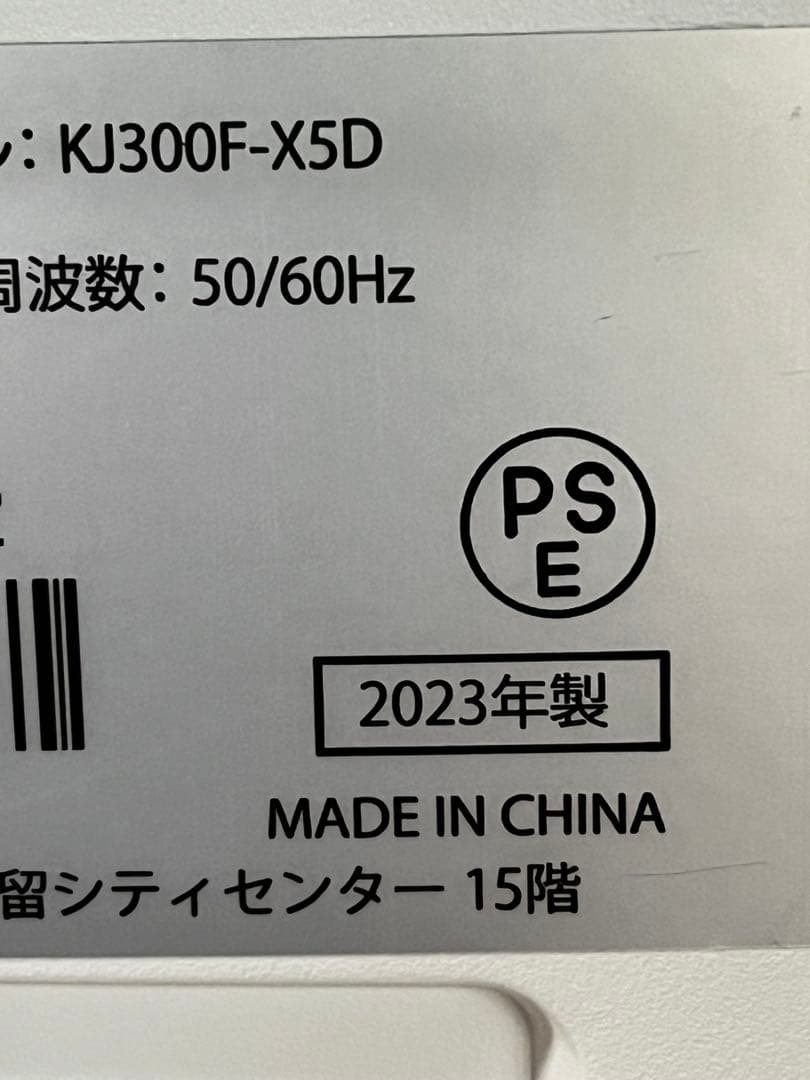 ル: KJ300F-X5D
周波数: 50/60Hz
PS
E
2023年製
MADE IN CHINA
留シティセンター 15階